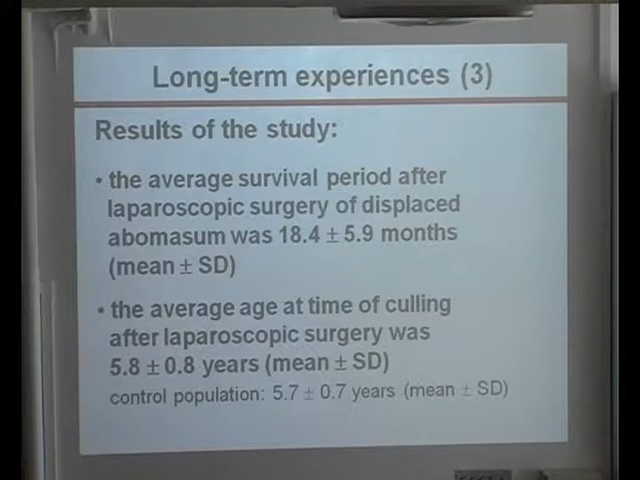 Long-term experiences (3)
Results of the study:
• the average survival period after
laparoscopic surgery of displaced
abomasum was 18.4 ± 5.9 months
(mean ± SD)
• the average age at time of culling
after laparoscopic surgery was
5.8 ± 0.8 years (mean ± SD)
control population: 5.7 ± 0.7 years (mean ± SD)